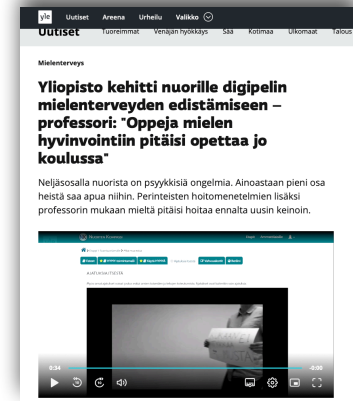 yle Uutiset Areena Urheilu Valikko
Uutiset Tuoreimmat Venäjän hyökkäys Sää Kotimaa Ulkomaat Talous
Mielenterveys
Yliopisto kehitti nuorille digipelin
mielenterveyden edistämiseen –
professori: "Oppeja mielen
hyvinvointiin pitäisi opettaa jo
koulussa"
Neljäsosalla nuorista on psyykkisiä ongelmia. Ainoastaan pieni osa
heistä saa apua niihin. Perinteisten hoitomenetelmien lisäksi
professorin mukaan mieltä pitäisi hoitaa ennalta uusin keinoin.
0:34 -0:00